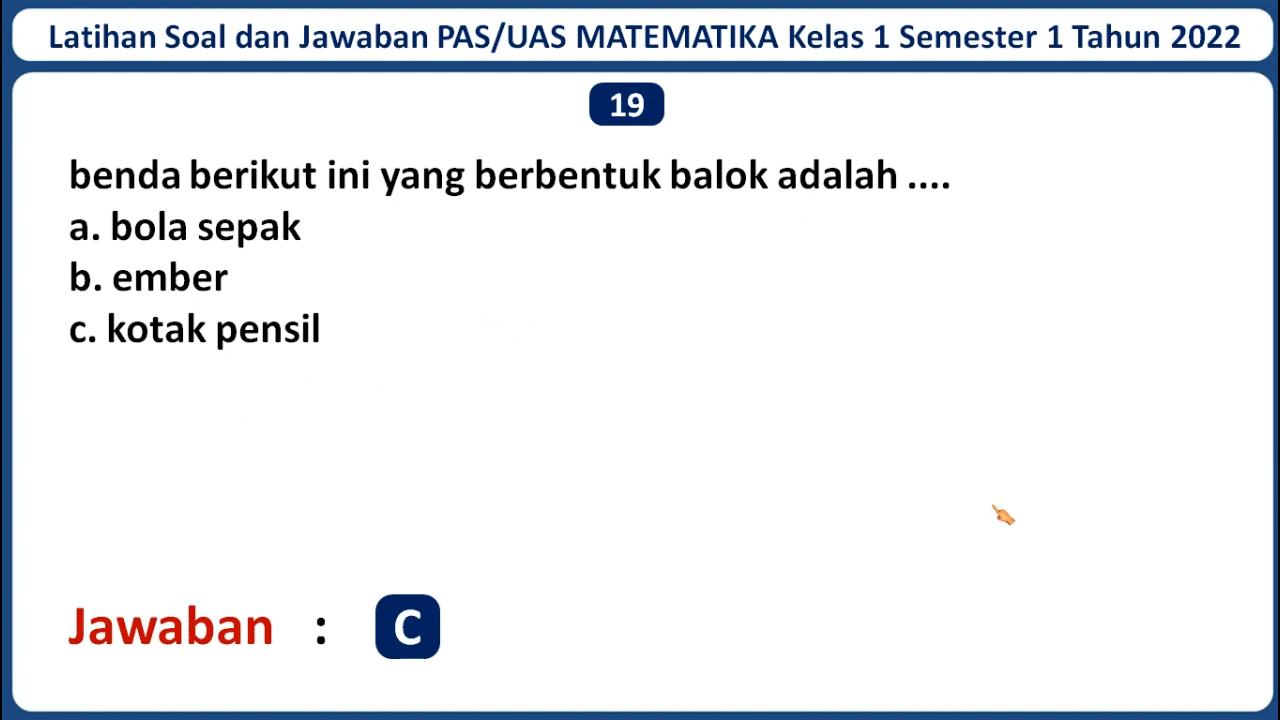 Latihan Soal dan Jawaban PAS/UAS MATEMATIKA Kelas 1 Semester 1 Tahun 2022
19
benda berikut ini yang berbentuk balok adalah ....
a. bola sepak
b. ember
c. kotak pensil
Jawaban : C